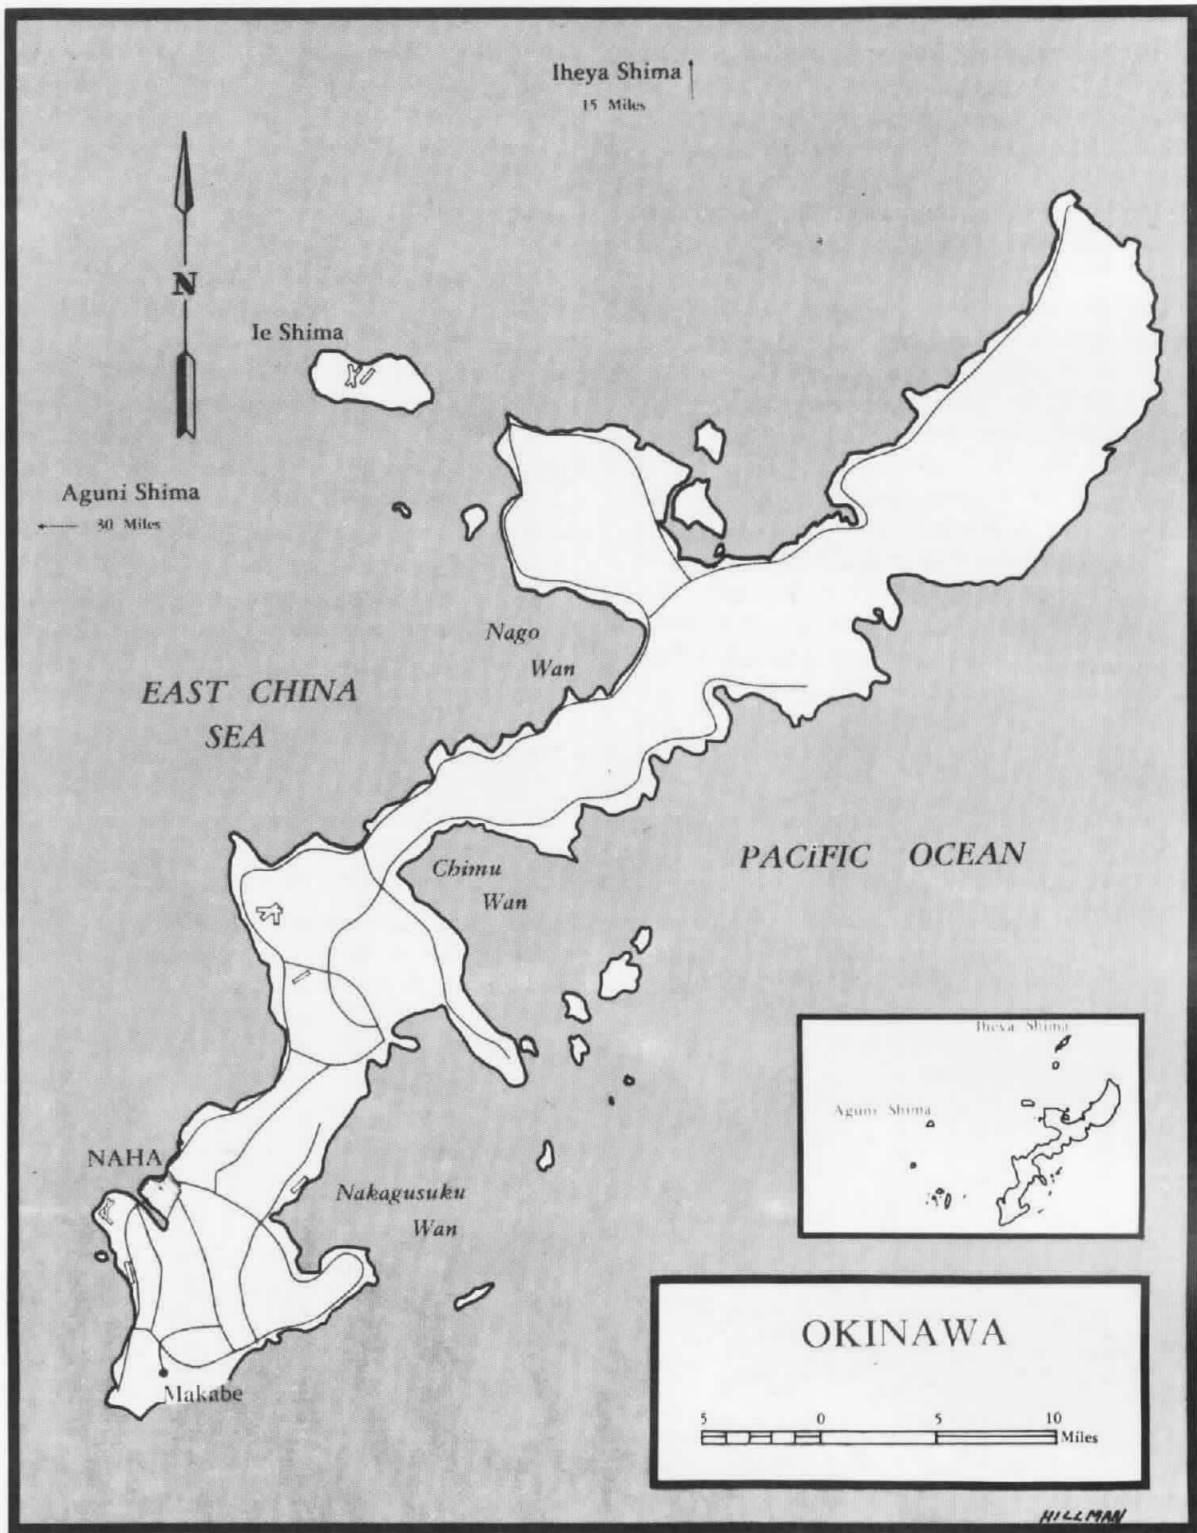 Iheya Shima
15 Miles
N
Ie Shima
Aguni Shima
30 Miles
Nago
Wan
EAST CHINA
SEA
PACiFIC OCEAN
Chimu
Wan
Iheya Shima
Aguni Shima
NAHA
Nakagusuku
Wan
OKINAWA
Makabe
5 0 5 10
Miles
HILLMAN